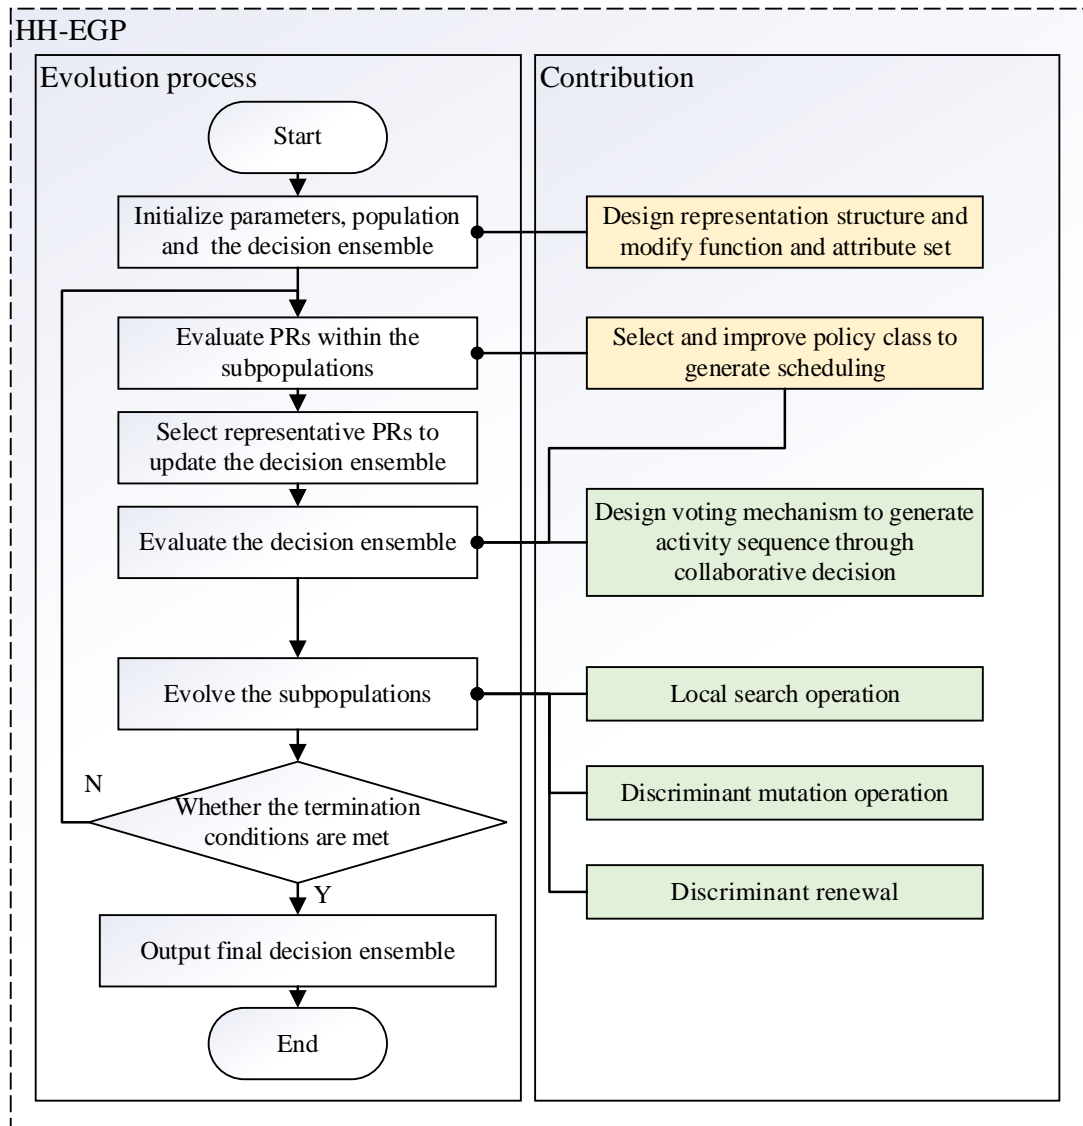 HH-EGP
Evolution process
Start
Initialize parameters, population
and the decision ensemble
Evaluate PRs within the
subpopulations
Select representative PRs to
update the decision ensemble
Evaluate the decision ensemble
Evolve the subpopulations
N
Whether the termination
conditions are met
Y
Output final decision ensemble
End
Contribution
Design representation structure and
modify function and attribute set
Select and improve policy class to
generate scheduling
Design voting mechanism to generate
activity sequence through
collaborative decision
Local search operation
Discriminant mutation operation
Discriminant renewal